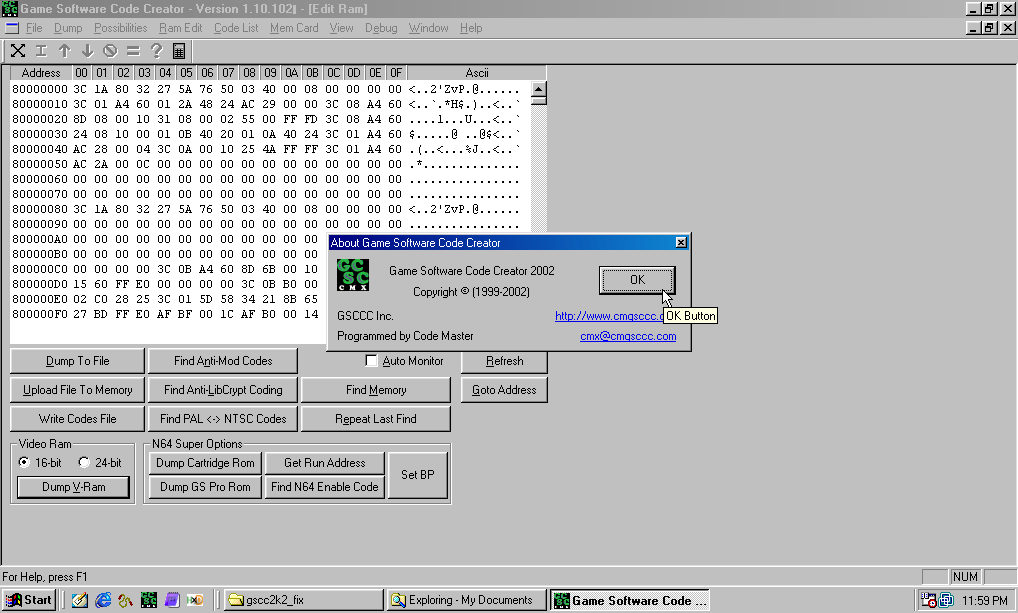 Game Software Code Creator - Version 1.10.102l - [Edit Ram]
File Dump Possibilities Ram Edit Code List Mem Card View Debug Window Help
Address 00 01 02 03 04 05 06 07 08 09 0A 0B 0C 0D 0E 0F Ascii
80000000 3C 1A 80 32 27 5A 76 50 03 40 00 08 00 00 00 00 <..2'ZvP.@......
80000010 3C 01 A4 60 01 2A 48 24 AC 29 00 00 3C 08 A4 60 <..`.*H$.)..<..`
80000020 8D 08 00 10 31 08 00 02 55 00 FF FD 3C 08 A4 60 ....1...U...<..`
80000030 24 08 10 00 01 0B 40 20 01 0A 40 24 3C 01 A4 60 $.....@ ..@$<..`
80000040 AC 28 00 04 3C 0A 00 10 25 4A FF FF 3C 01 A4 60 .(..<...%J..<..`
80000050 AC 2A 00 0C 00 00 00 00 00 00 00 00 00 00 00 00 .*..............
80000060 00 00 00 00 00 00 00 00 00 00 00 00 00 00 00 00 ................
80000070 00 00 00 00 00 00 00 00 00 00 00 00 00 00 00 00 ................
80000080 3C 1A 80 32 27 5A 76 50 03 40 00 08 00 00 00 00 <..2'ZvP.@......
80000090 00 00 00 00 00 00 00 00 00 00 00 00 00 00 00 00 ................
800000A0 00 00 00 00 00 00 00 00 00 00 00 00
800000B0 00 00 00 00 00 00 00 00 00 00 00 00
800000C0 00 00 00 00 3C 0B A4 60 8D 6B 00 10
800000D0 15 60 FF E0 00 00 00 00 3C 0B B0 00
800000E0 02 C0 28 25 3C 01 5D 58 34 21 8B 65
800000F0 27 BD FF E0 AF BF 00 1C AF B0 00 14
About Game Software Code Creator
GC SC CMX
Game Software Code Creator 2002
Copyright © (1999-2002)
OK
GSCCC Inc.
http://www.cmgsccc.c
OK Button
Programmed by Code Master
cmx@cmgsccc.com
Dump To File Find Anti-Mod Codes Auto Monitor Refresh
Upload File To Memory Find Anti-LibCrypt Coding Find Memory Goto Address
Write Codes File Find PAL <-> NTSC Codes Repeat Last Find
Video Ram N64 Super Options
16-bit 24-bit Dump Cartridge Rom Get Run Address Set BP
Dump V-Ram Dump GS Pro Rom Find N64 Enable Code
For Help, press F1 NUM
Start gscc2k2_fix Exploring - My Documents Game Software Code ... 11:59 PM